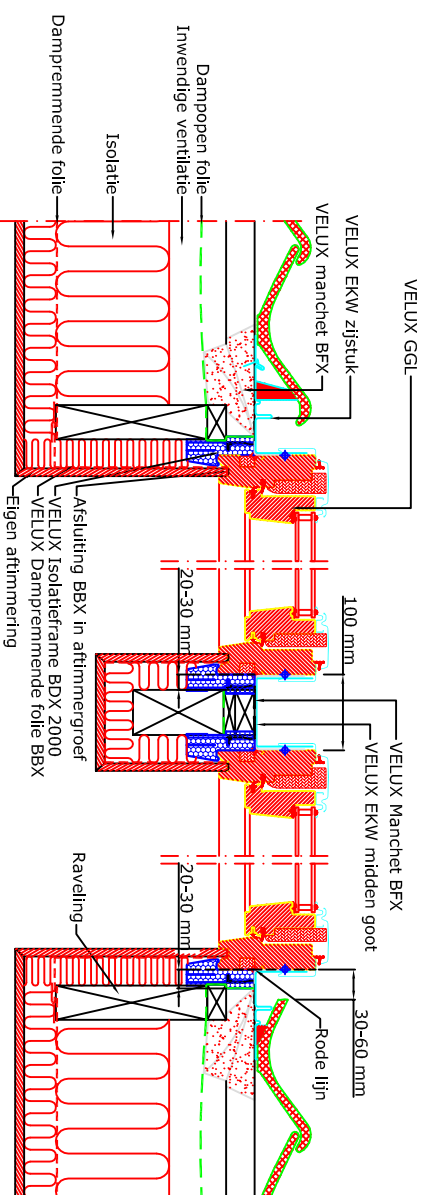 VELUX GGL
VELUX EKW zijstuk
VELUX manchet BFX
Dampopen folie
Inwendige ventilatie
Isolatie
Dampremmende folie
Afsluiting BBX in aftimmergroef
VELUX Isolatieframe BDX 2000
VELUX Dampremmende folie BBX
Eigen aftimmering
20-30 mm
100 mm
VELUX Manchet BFX
VELUX EKW midden goot
Raveling
20-30 mm
30-60 mm
Rode lijn